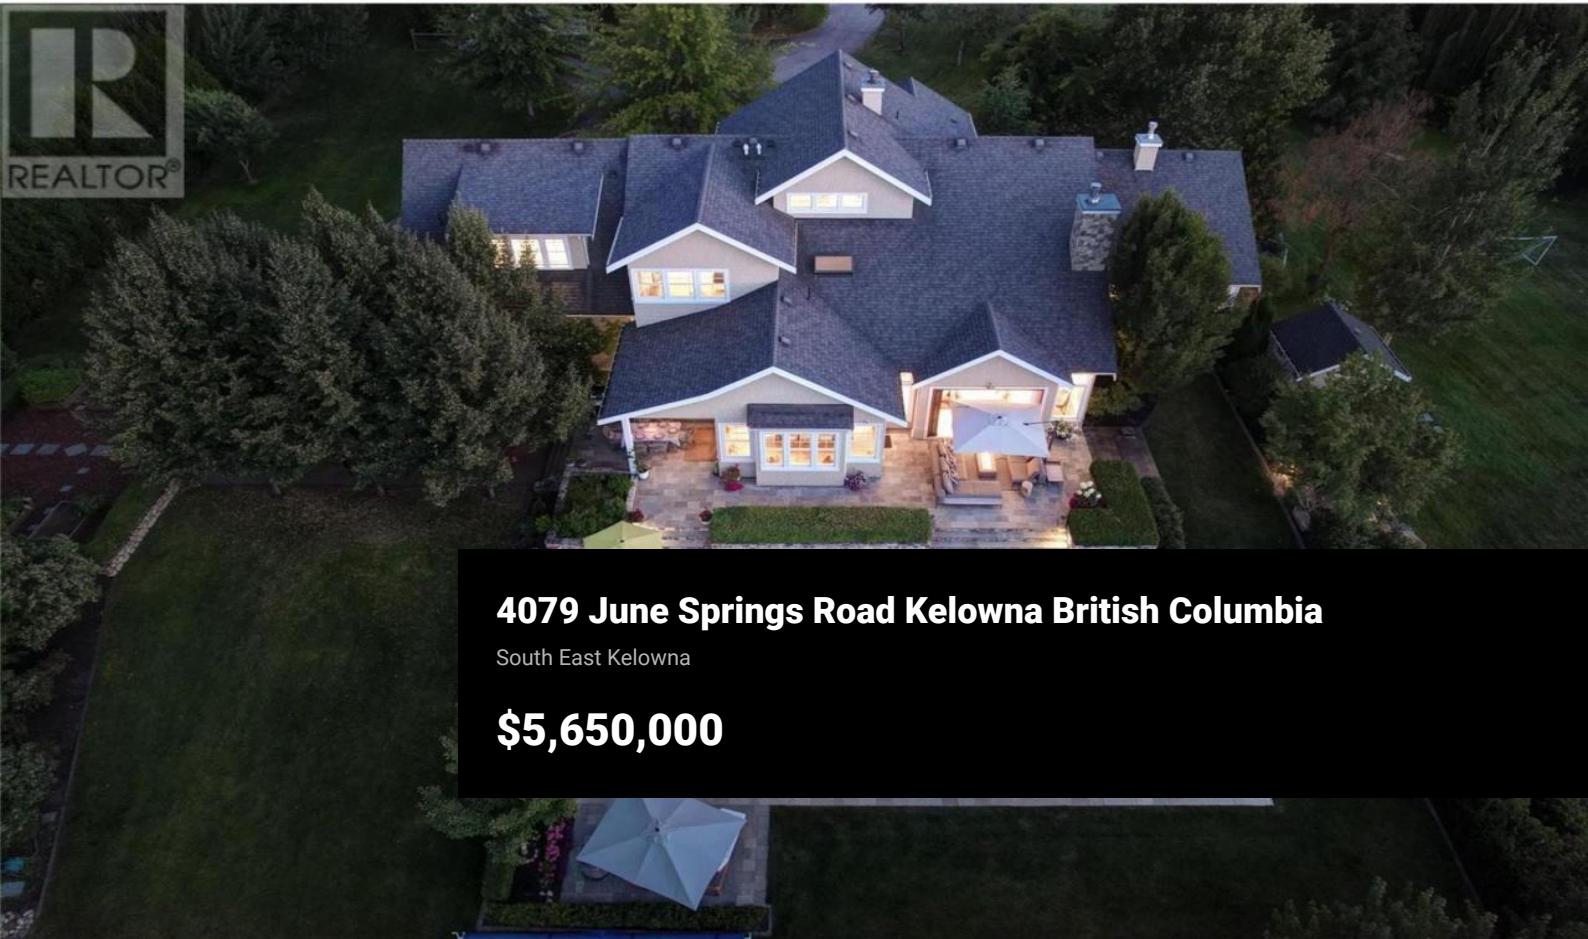 R
REALTOR®
4079 June Springs Road Kelowna British Columbia
South East Kelowna
$5,650,000